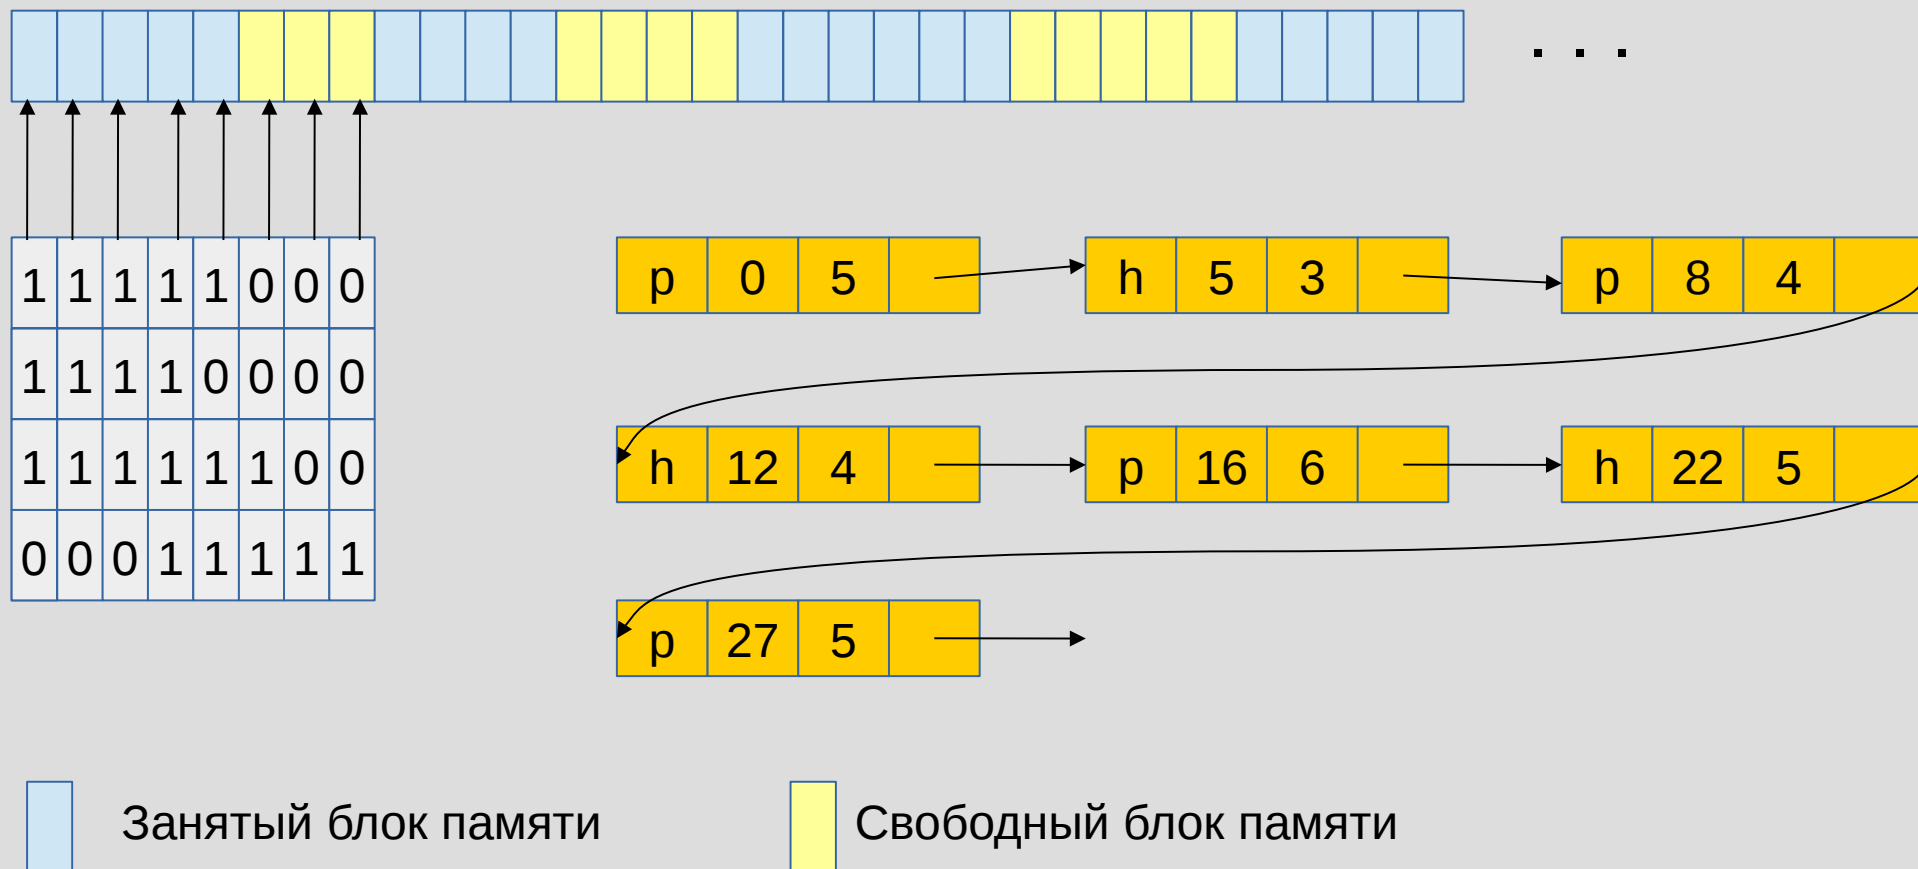 . . .
1 1 1 1 1 0 0 0
p 0 5
h 5 3
p 8 4
1 1 1 1 0 0 0 0
1 1 1 1 1 1 0 0
h 12 4
p 16 6
h 22 5
0 0 0 1 1 1 1 1
p 27 5
Занятый блок памяти
Свободный блок памяти